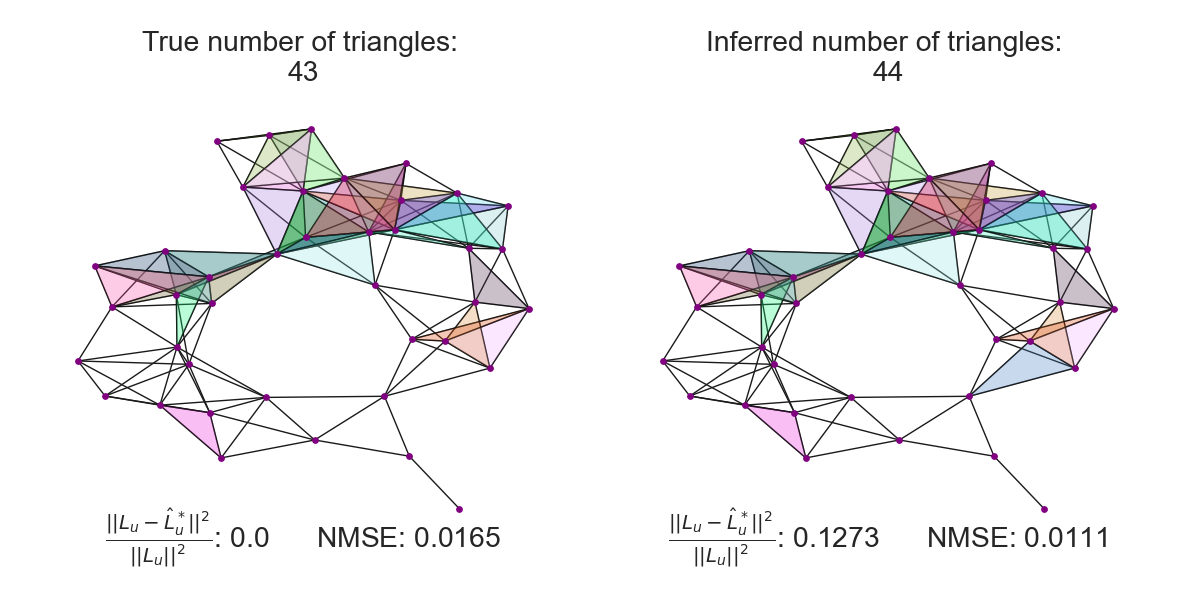 True number of triangles:
43
Inferred number of triangles:
44
||L_u − L̂_u^*||² / ||L_u||² : 0.0 NMSE: 0.0165
||L_u − L̂_u^*||² / ||L_u||² : 0.1273 NMSE: 0.0111